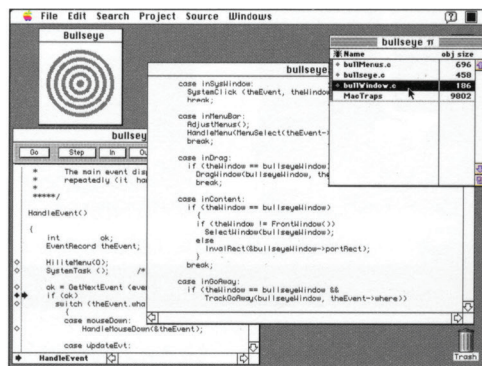 File Edit Search Project Source Windows
Bullseye
bullseye π
Name obj size
bullMenus.c 696
bullseye.c 458
bullWindow.c 186
MacTraps 9802
bullseye.
case inSysWindow:
SystemClick (theEvent, theWindow
break;
case inMenuBar:
AdjustMenus();
HandleMenu(MenuSelect(theEvent->
break;
case inDrag:
if (theWindow == bullseyeWindow)
DragWindow(bullseyeWindow, the
break;
case inContent:
if (theWindow == bullseyeWindow)
{
if (theWindow != FrontWindow())
SelectWindow(bullseyeWindow);
else
InvalRect(&bullseyeWindow->portRect);
}
break;
case inGoAway:
if (theWindow == bullseyeWindow &&
TrackGoAway(bullseyeWindow, theEvent->where))
bullsey
Go Step In Ou
* The main event disp
* repeatedly (it ha
*
*****/
HandleEvent()
{
int ok;
EventRecord theEvent;
HiliteMenu(0);
SystemTask (); /*
ok = GetNextEvent (eve
if (ok)
switch (theEvent.wha
{
case mouseDown:
HandleMouseDown(&theEvent);
case updateEvt:
HandleEvent
Trash